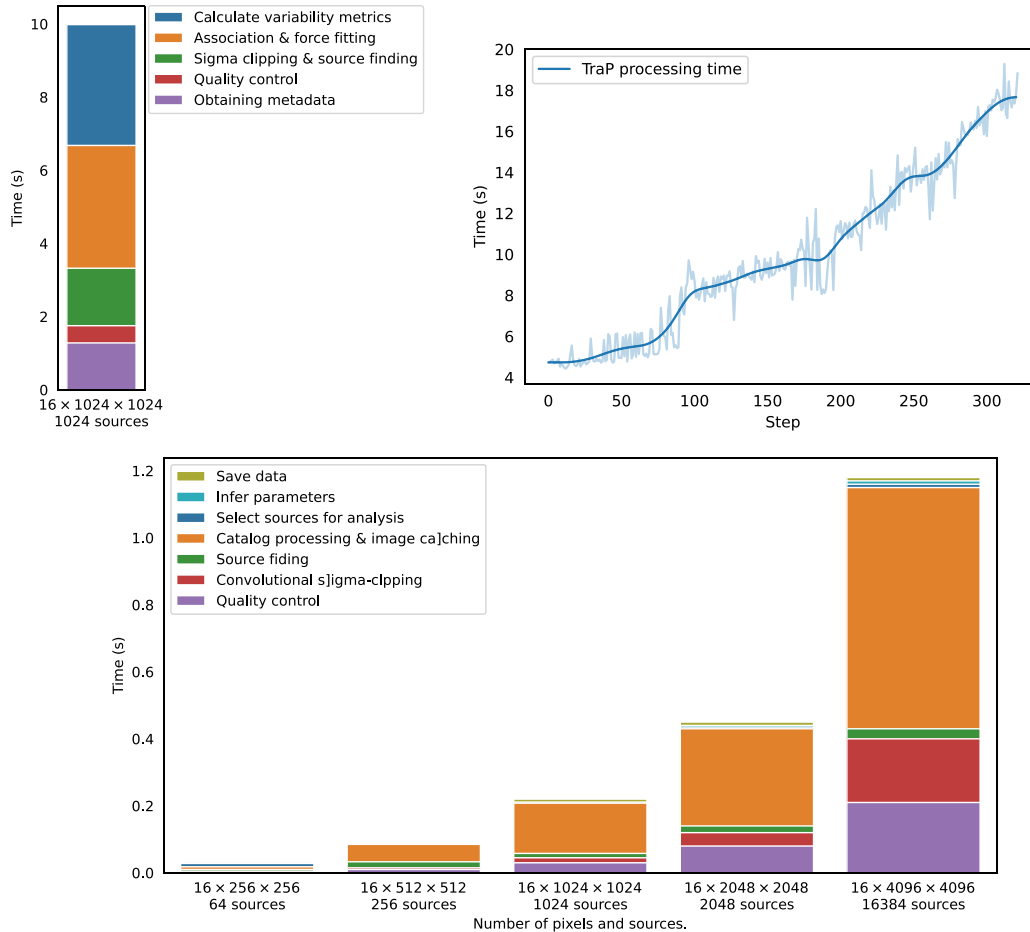 10
8
6
4
2
0
Time (s)
16 × 1024 × 1024
1024 sources
Calculate variability metrics
Association & force fitting
Sigma clipping & source finding
Quality control
Obtaining metadata
20
18
16
14
12
10
8
6
4
Time (s)
TraP processing time
0 50 100 150 200 250 300
Step
1.2
1.0
0.8
0.6
0.4
0.2
0.0
Time (s)
Save data
Infer parameters
Select sources for analysis
Catalog processing & image ca]ching
Source fiding
Convolutional s]igma-clpping
Quality control
16 × 256 × 256 16 × 512 × 512 16 × 1024 × 1024 16 × 2048 × 2048 16 × 4096 × 4096
64 sources 256 sources 1024 sources 2048 sources 16384 sources
Number of pixels and sources.